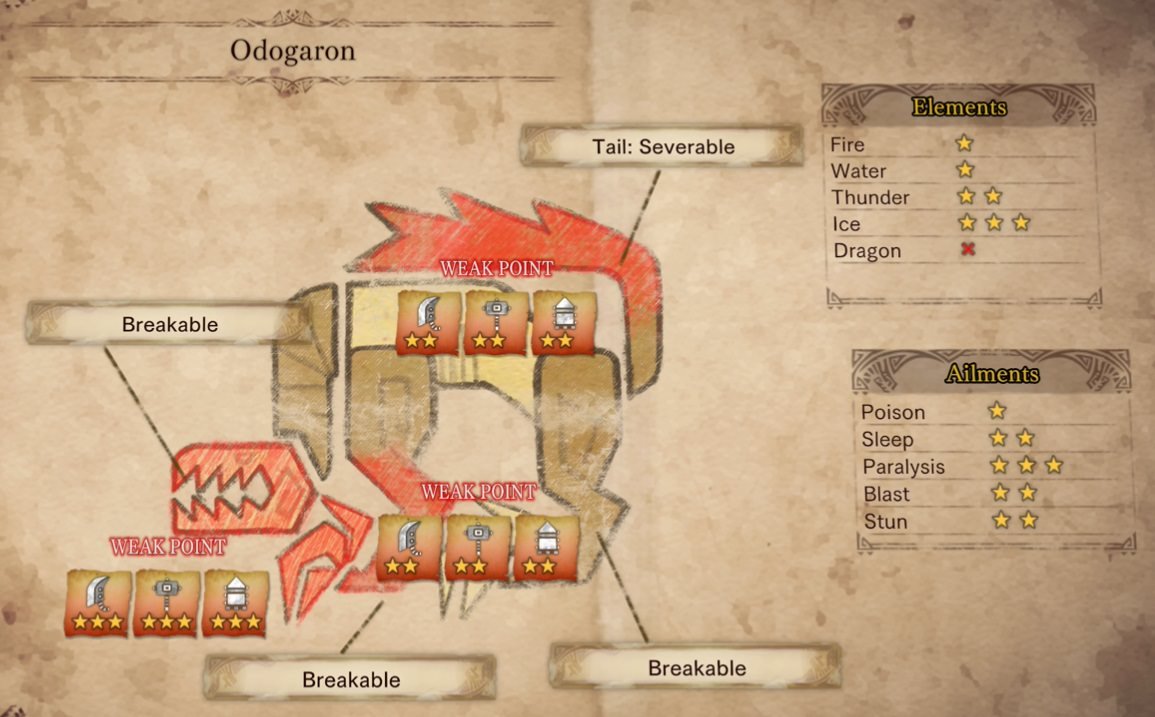 Odogaron
Tail: Severable
WEAK POINT
Breakable
WEAK POINT
WEAK POINT
Breakable
Breakable
Elements
Fire
Water
Thunder
Ice
Dragon
Ailments
Poison
Sleep
Paralysis
Blast
Stun